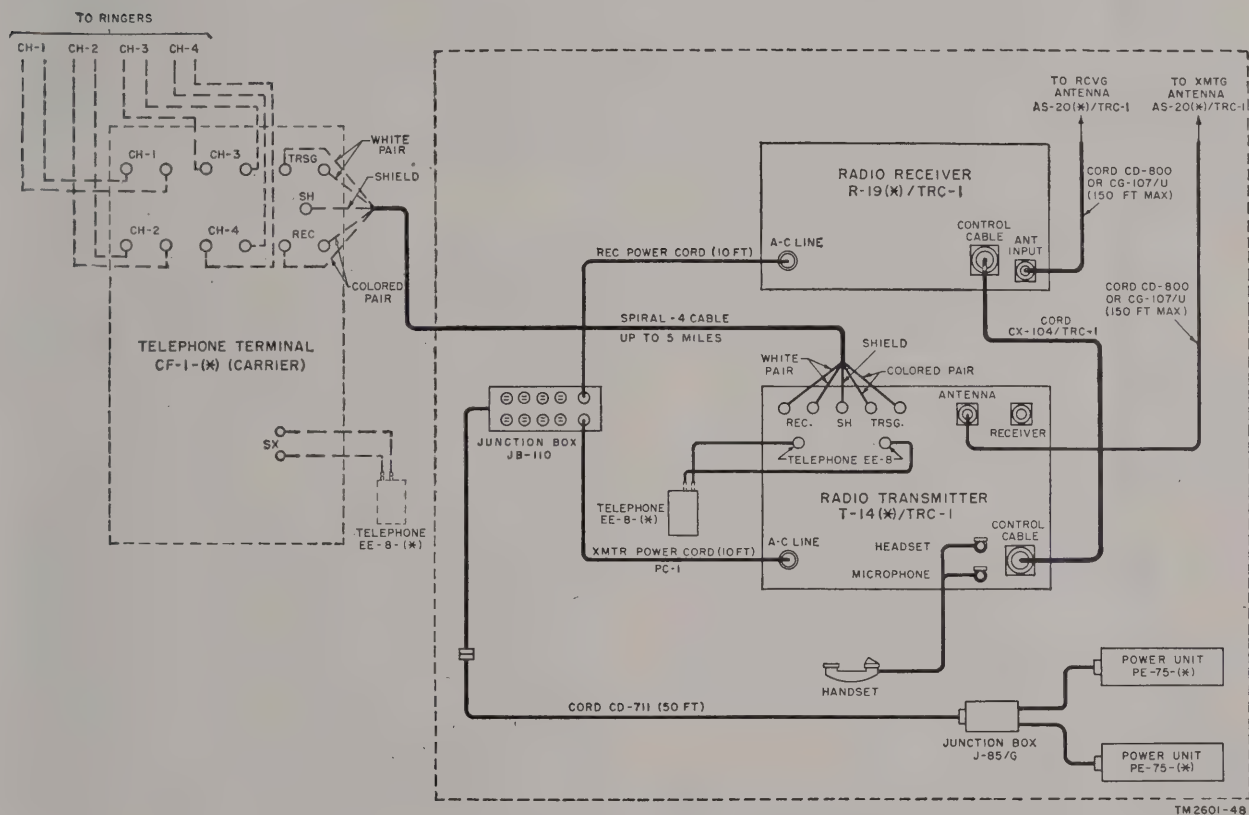 TO RINGERS
CH-1 CH-2 CH-3 CH-4
CH-1
CH-3
TRSG
WHITE
PAIR
SHIELD
SH
CH-2
CH-4
REC
COLORED
PAIR
TELEPHONE TERMINAL
CF-1-(*) (CARRIER)
SX
TELEPHONE
EE-8-(*)
TO RCVG
ANTENNA
AS-20(*)/TRC-1
TO XMTG
ANTENNA
AS-20(*)/TRC-1
RADIO RECEIVER
R-19(*)/TRC-1
CORD CD-800
OR CG-107/U
(150 FT MAX)
A-C LINE
CONTROL
CABLE
ANT
INPUT
REC POWER CORD (10 FT)
CORD CD-800
OR CG-107/U
(150 FT MAX)
SPIRAL-4 CABLE
UP TO 5 MILES
CORD
CX-104/TRC-1
WHITE
PAIR
SHIELD
COLORED PAIR
ANTENNA
RECEIVER
REC.
SH
TRSG.
TELEPHONE EE-8
JUNCTION BOX
JB-110
TELEPHONE
EE-8-(*)
RADIO TRANSMITTER
T-14(*)/TRC-1
XMTR POWER CORD (10 FT)
PC-1
A-C LINE
HEADSET
MICROPHONE
CONTROL
CABLE
HANDSET
POWER UNIT
PE-75-(*)
CORD CD-711 (50 FT)
JUNCTION BOX
J-85/G
POWER UNIT
PE-75-(*)
TM2601-48